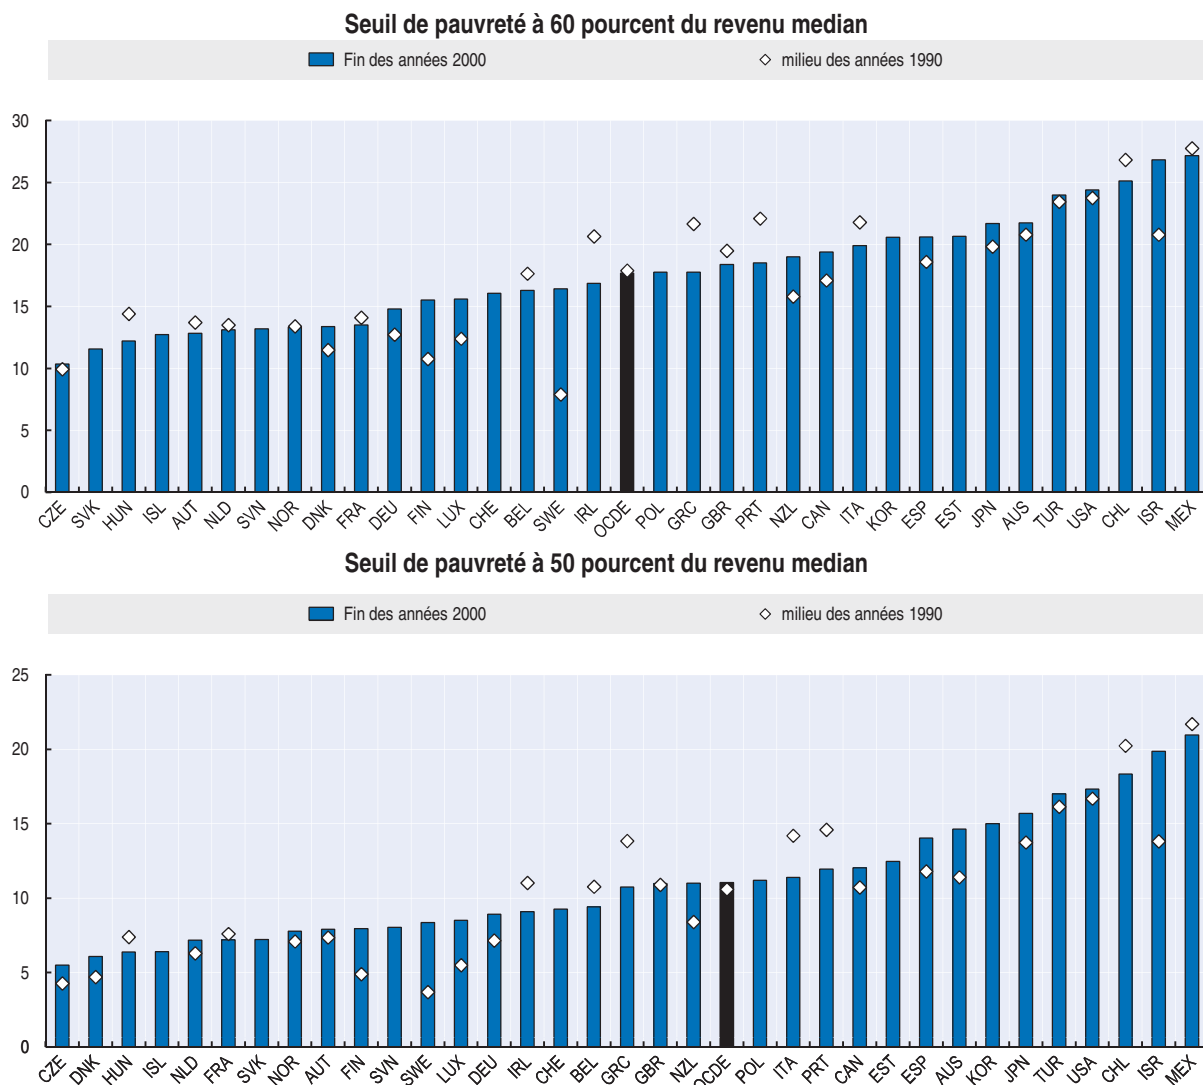 Seuil de pauvreté à 60 pourcent du revenu median
Fin des années 2000 milieu des années 1990
30
25
20
15
10
5
0
CZE SVK HUN ISL AUT NLD SVN NOR DNK FRA DEU FIN LUX CHE BEL SWE IRL OCDE POL GRC GBR PRT NZL CAN ITA KOR ESP EST JPN AUS TUR USA CHL ISR MEX
Seuil de pauvreté à 50 pourcent du revenu median
Fin des années 2000 milieu des années 1990
25
20
15
10
5
0
CZE DNK HUN ISL NLD FRA SVK NOR AUT FIN SVN SWE LUX DEU IRL CHE BEL GRC GBR NZL OCDE POL ITA PRT CAN EST ESP AUS KOR JPN TUR USA CHL ISR MEX